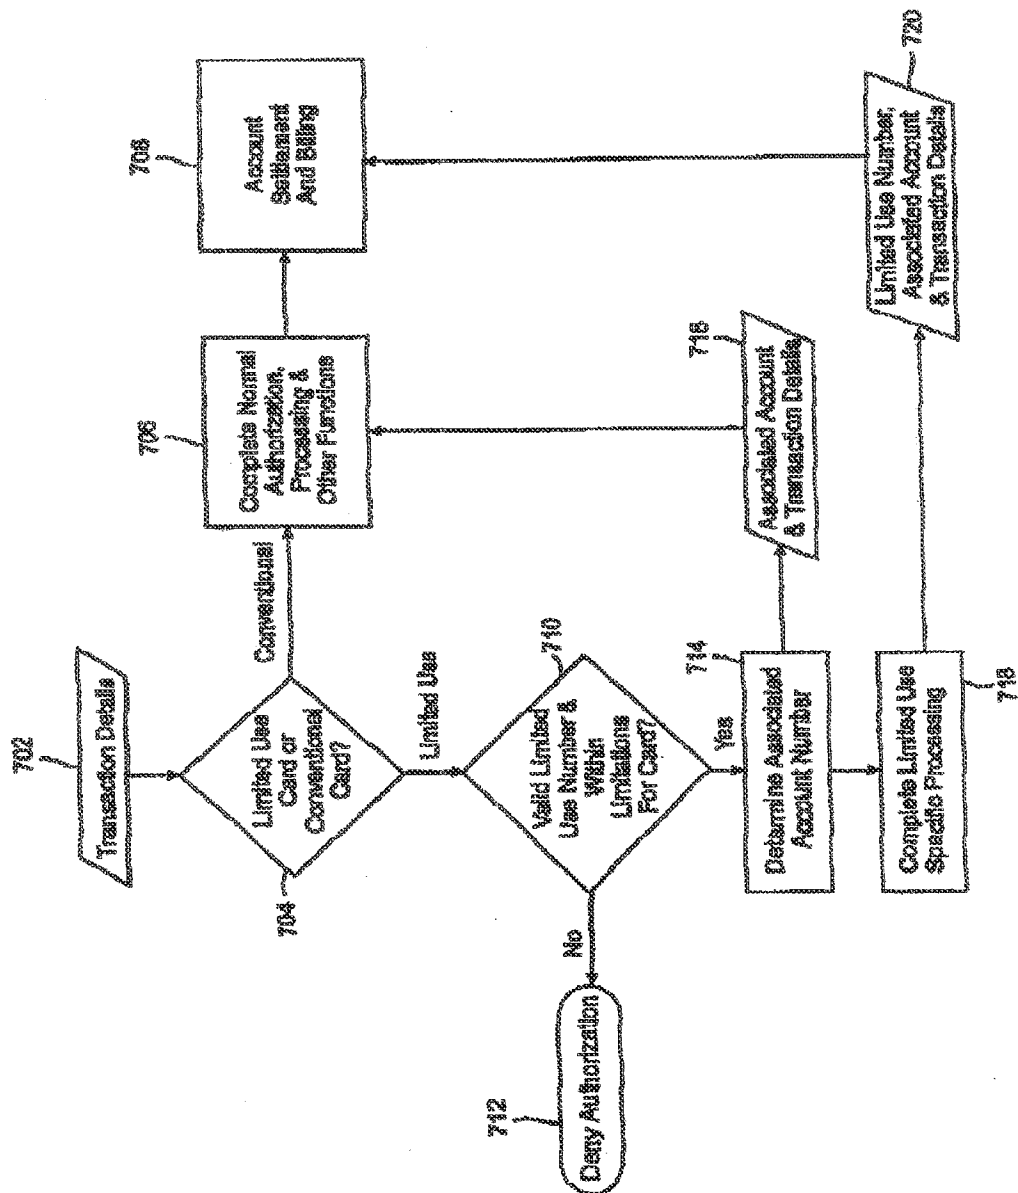 702
Transaction Details
704
Limited Use
Card or
Conventional
Card?
Conventional
706
Complete Normal
Authorization,
Processing &
Other Functions
708
Account
Settlement
And Billing
Limited Use
710
Valid Limited
Use Number &
Within
Limitations
For Card?
No
712
Deny Authorization
Yes
714
Determine Associated
Account Number
716
Associated Account
& Transaction Details
Complete Limited Use
Specific Processing
718
720
Limited Use Number,
Associated Account
& Transaction Details